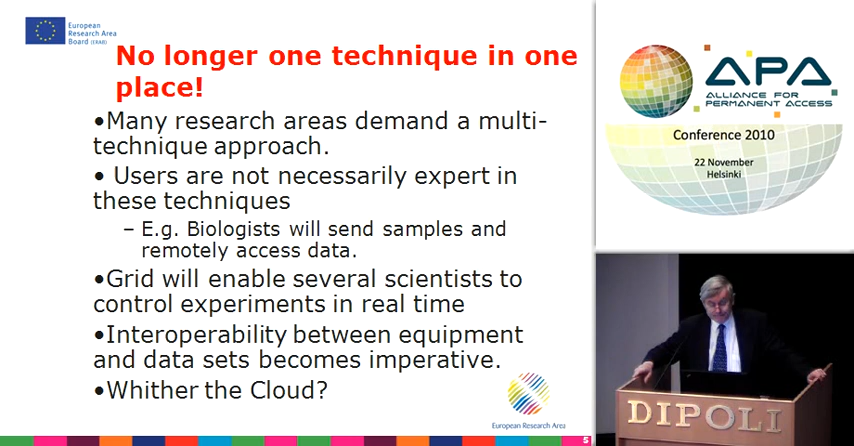 European
Research Area
Board (ERAB)
No longer one technique in one
place!
•Many research areas demand a multi-
technique approach.
• Users are not necessarily expert in
these techniques
– E.g. Biologists will send samples and
remotely access data.
•Grid will enable several scientists to
control experiments in real time
•Interoperability between equipment
and data sets becomes imperative.
•Whither the Cloud?
European Research Area
5
APA
ALLIANCE FOR
PERMANENT ACCESS
Conference 2010
22 November
Helsinki
DIPOLI